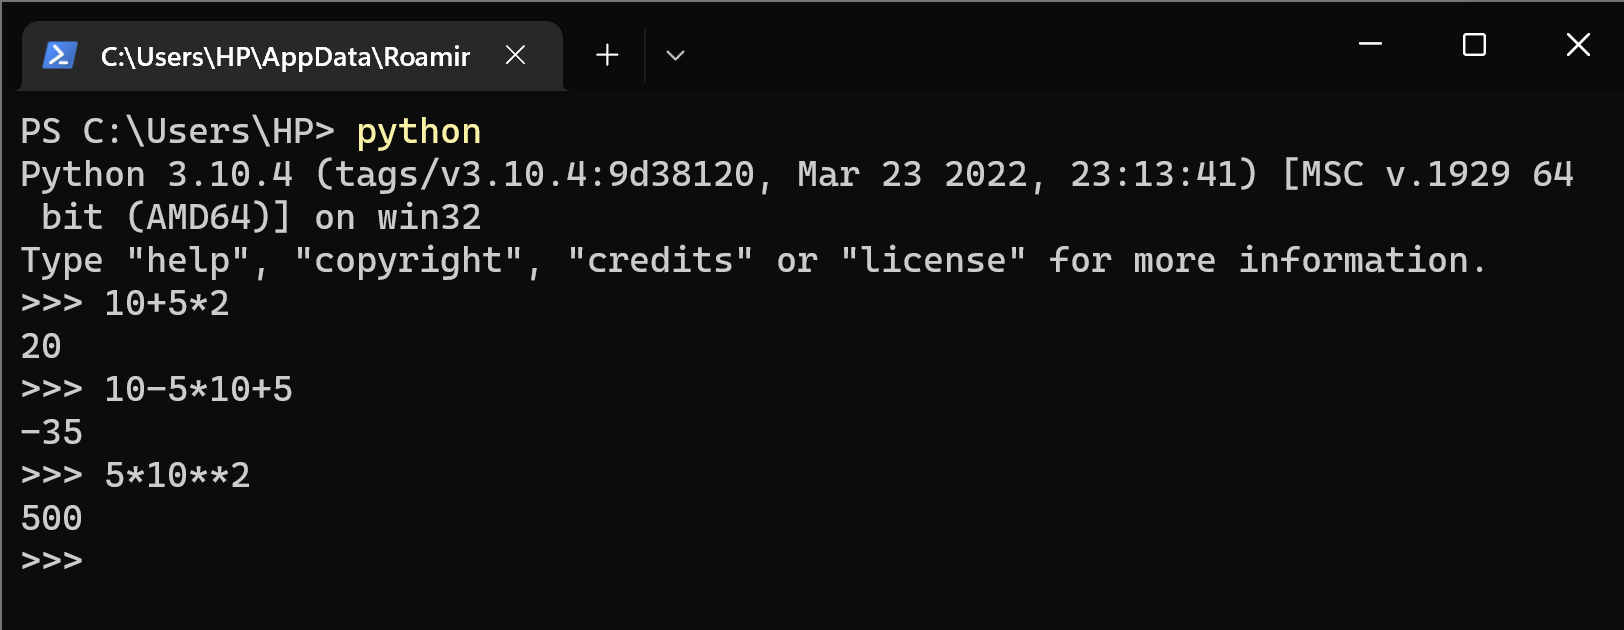 C:\Users\HP\AppData\Roamir
PS C:\Users\HP> python
Python 3.10.4 (tags/v3.10.4:9d38120, Mar 23 2022, 23:13:41) [MSC v.1929 64
 bit (AMD64)] on win32
Type "help", "copyright", "credits" or "license" for more information.
>>> 10+5*2
20
>>> 10-5*10+5
-35
>>> 5*10**2
500
>>>